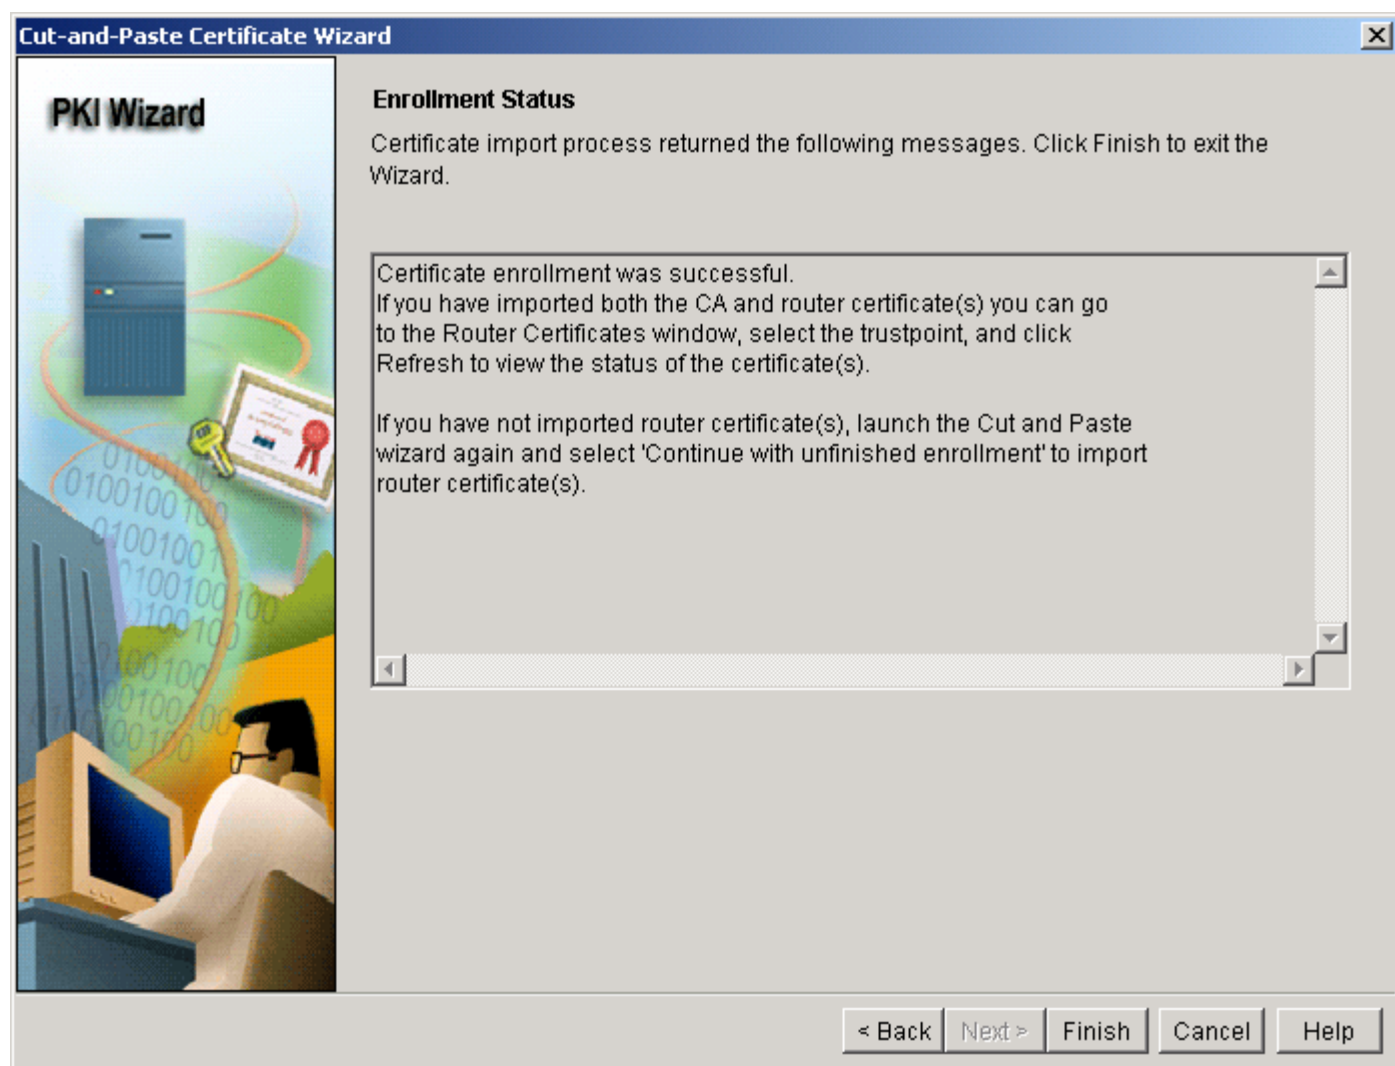 Cut-and-Paste Certificate Wizard
PKI Wizard
Enrollment Status
Certificate import process returned the following messages. Click Finish to exit the
Wizard.
Certificate enrollment was successful.
If you have imported both the CA and router certificate(s) you can go
to the Router Certificates window, select the trustpoint, and click
Refresh to view the status of the certificate(s).
If you have not imported router certificate(s), launch the Cut and Paste
wizard again and select 'Continue with unfinished enrollment' to import
router certificate(s).
< Back
Next >
Finish
Cancel
Help